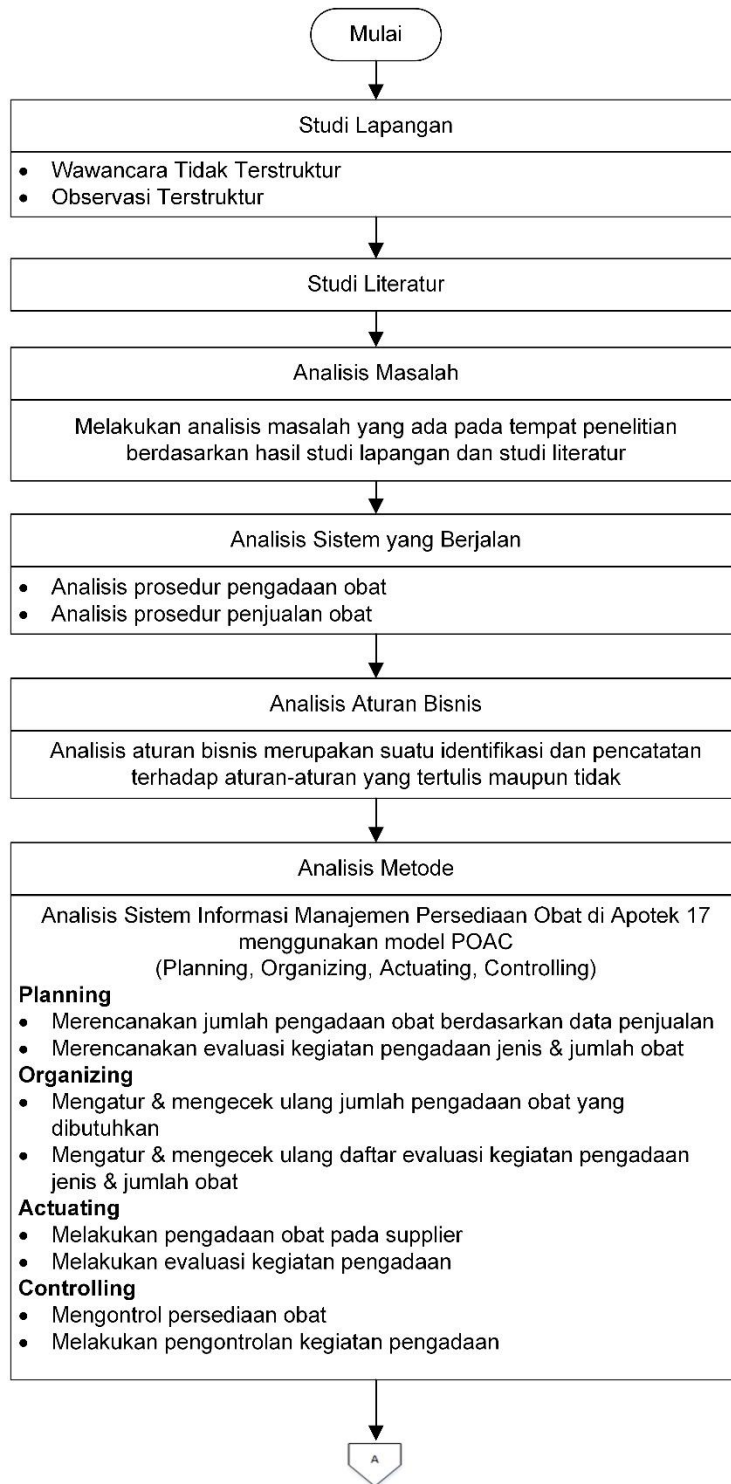 Mulai
Studi Lapangan
• Wawancara Tidak Terstruktur
• Observasi Terstruktur
Studi Literatur
Analisis Masalah
Melakukan analisis masalah yang ada pada tempat penelitian
berdasarkan hasil studi lapangan dan studi literatur
Analisis Sistem yang Berjalan
• Analisis prosedur pengadaan obat
• Analisis prosedur penjualan obat
Analisis Aturan Bisnis
Analisis aturan bisnis merupakan suatu identifikasi dan pencatatan
terhadap aturan-aturan yang tertulis maupun tidak
Analisis Metode
Analisis Sistem Informasi Manajemen Persediaan Obat di Apotek 17
menggunakan model POAC
(Planning, Organizing, Actuating, Controlling)
Planning
• Merencanakan jumlah pengadaan obat berdasarkan data penjualan
• Merencanakan evaluasi kegiatan pengadaan jenis & jumlah obat
Organizing
• Mengatur & mengecek ulang jumlah pengadaan obat yang
dibutuhkan
• Mengatur & mengecek ulang daftar evaluasi kegiatan pengadaan
jenis & jumlah obat
Actuating
• Melakukan pengadaan obat pada supplier
• Melakukan evaluasi kegiatan pengadaan
Controlling
• Mengontrol persediaan obat
• Melakukan pengontrolan kegiatan pengadaan
A